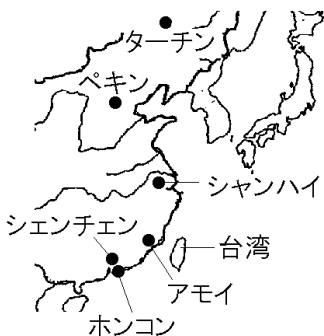 ターチン
ペキン
シャンハイ
シェンチェン
台湾
アモイ
ホンコン